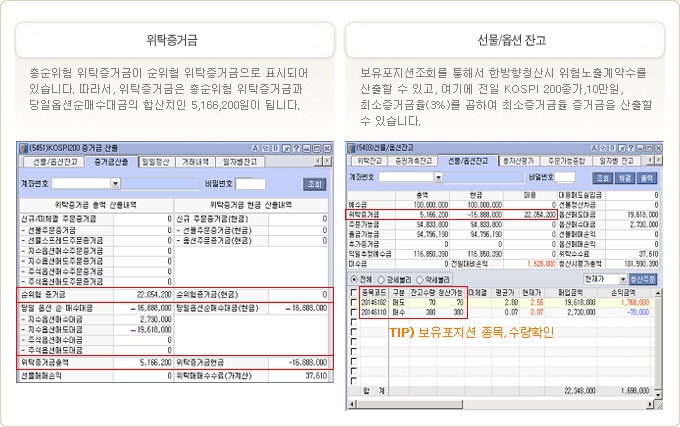 위탁증거금
총순위험 위탁증거금이 순위험 위탁증거금으로 표시되어
있습니다. 따라서, 위탁증거금은 총순위험 위탁증거금과
당일옵션순매수대금의 합산치인 5,166,200원이 됩니다.
(5451)KOSPI200 증거금 산출
선물/옵션잔고 증거금산출 일일정산 거래내역 일자별잔고
계좌번호 비밀번호 조회
위탁증거금 총액 산출내역 위탁증거금 현금 산출내역
신규/미체결 주문증거금 0 신규 주문증거금(현금) 0
- 선물주문증거금 0 - 선물주문증거금(현금) 0
- 선물스프레드주문증거금 0 - 옵션주문증거금(현금) 0
- 지수옵션매수주문증거금 0
- 지수옵션매도주문증거금 0
- 주식옵션매수주문증거금 0
- 주식옵션매도주문증거금 0
순위험 증거금 22,054,200 순위험증거금(현금) 0
당일 옵션 순 매수대금 -16,888,000 당일옵션순매수대금(현금) -16,888,000
- 지수옵션매수대금 2,730,000
- 지수옵션매도대금 -19,618,000
- 주식옵션매수대금 0
- 주식옵션매도대금 0
위탁증거금총액 5,166,200 위탁증거금현금 -16,888,000
선물매매손익 0 위탁매매수수료(가계산) 37,610
선물/옵션 잔고
보유포지션조회를 통해서 한방향청산시 위험노출계약수를
산출할 수 있고, 여기에 전일 KOSPI 200종가,10만원,
최소증거금율(3%)를 곱하여 최소증거금율 증거금을 산출할
수 있습니다.
(5403)선물/옵션잔고
위탁잔고 증권저축잔고 선물/옵션잔고 총자산평가 주문가능종합 일자별 잔고
계좌번호 비밀번호 조회 체결 출력
총액 현금 대용 대용매도실입금 0
예수금 100,000,000 100,000,000 0 선물정산차금 0
위탁증거금 5,166,200 -16,888,000 22,054,200 옵션매도대금 19,618,000
주문가능금 94,833,800 94,833,800 0 옵션매수대금 2,730,000
출금가능금 94,796,190 94,796,190 0 선물매매손익 0
추가증거금 0 0 0 옵션매매손익 0
익일추정예수금 116,850,390 116,850,390 0 위탁수수료 37,610
미수금 0 전일대비손익 1,628,000 청산시평가총액 101,590,390
전체 강세불리 약세불리 현재가 청산주문
종목코드 구분 잔고수량 청산가능 미체결 평균가 현재가 매입금액 손익금액
20146102 매도 70 70 2.80 2.55 19,618,000 1,768,000
20146110 매수 380 380 0.07 0.07 2,730,000 -70,000
TIP) 보유포지션 종목,수량확인
합 계 22,348,000 1,698,000